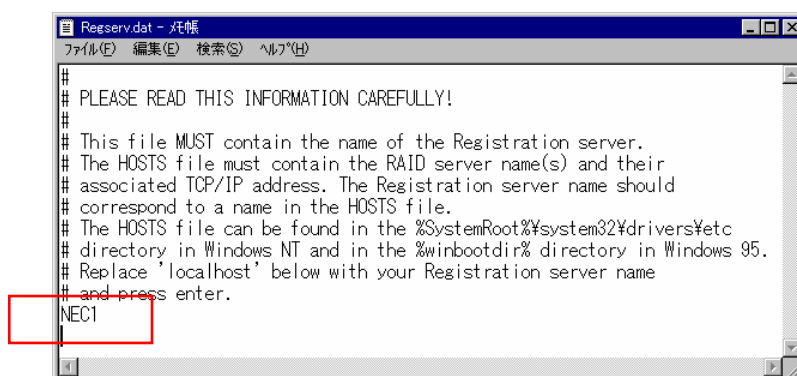 Regserv.dat - メモ帳
ファイル(F) 編集(E) 検索(S) ヘルプ(H)
#
# PLEASE READ THIS INFORMATION CAREFULLY!
#
# This file MUST contain the name of the Registration server.
# The HOSTS file must contain the RAID server name(s) and their
# associated TCP/IP address. The Registration server name should
# correspond to a name in the HOSTS file.
# The HOSTS file can be found in the %SystemRoot%¥system32¥drivers¥etc
# directory in Windows NT and in the %winbootdir% directory in Windows 95.
# Replace 'localhost' below with your Registration server name
# and press enter.
NEC1